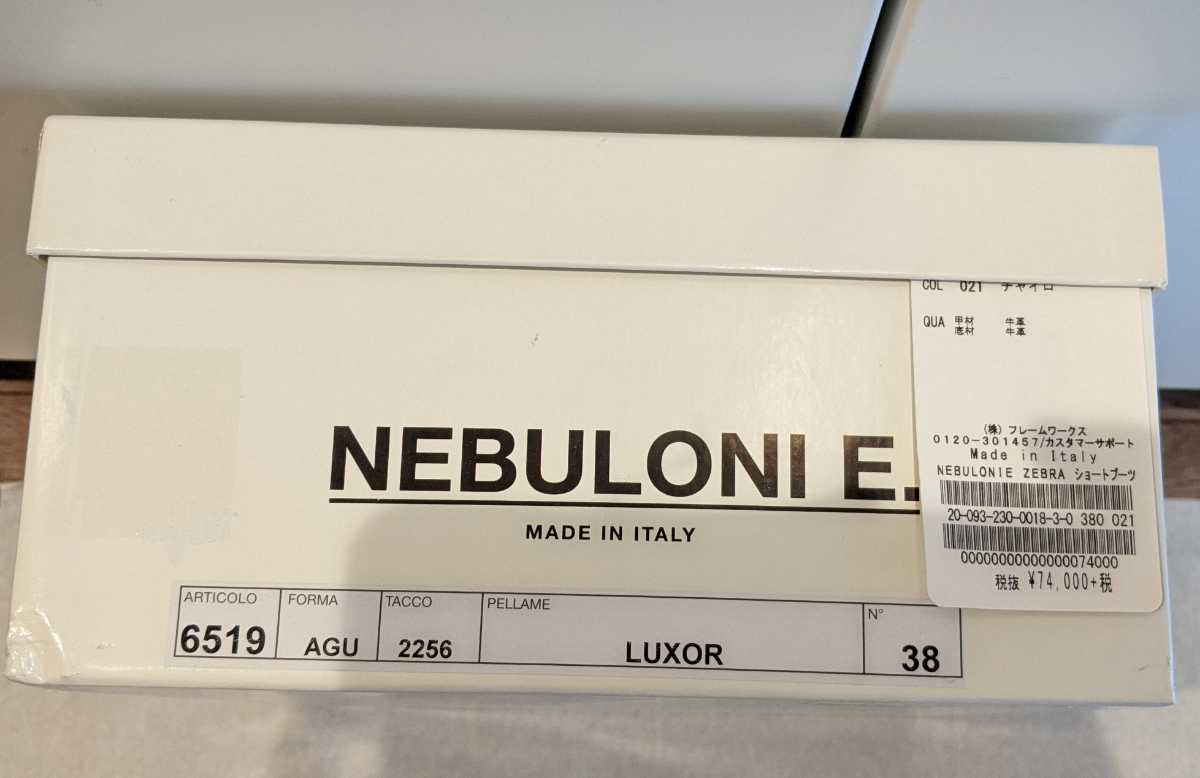 NEBULONI E.
MADE IN ITALY
ARTICOLO FORMA TACCO PELLAME N°
6519 AGU 2256 LUXOR 38
COL 021 チャイロ
QUA 甲材 牛革
底材 牛革
(株) フレームワークス
0120-301457/カスタマーサポート
Made in Italy
NEBULONIE ZEBRA ショートブーツ
20-093-230-0018-3-0 380 021
00000000000000074000
税抜 ¥74,000+税